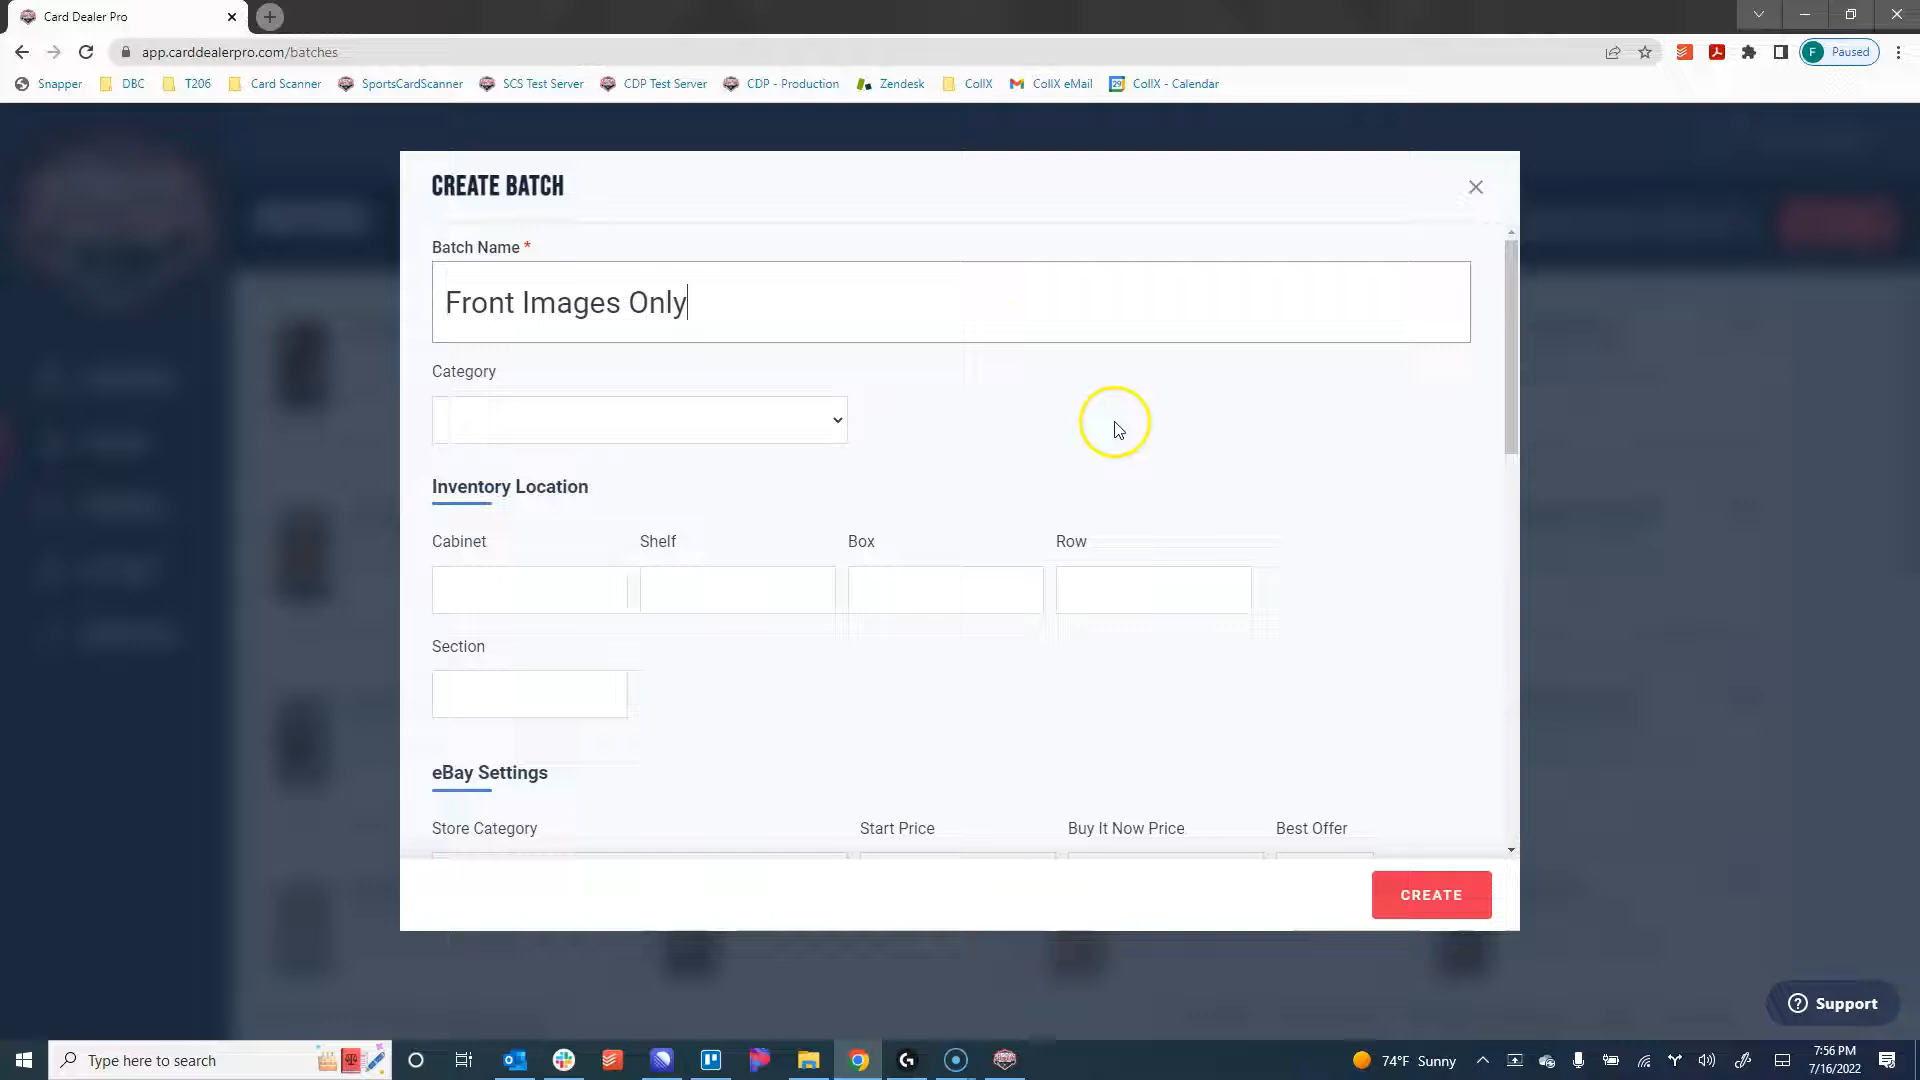 Card Dealer Pro
app.carddealerpro.com/batches
F Paused
Snapper DBC T206 Card Scanner SportsCardScanner SCS Test Server CDP Test Server CDP - Production Zendesk CollX CollX eMail CollX - Calendar
CREATE BATCH
Batch Name *
Front Images Only
Category
Inventory Location
Cabinet Shelf Box Row
Section
eBay Settings
Store Category Start Price Buy It Now Price Best Offer
CREATE
Support
Type here to search
74°F Sunny
7:56 PM
7/16/2022